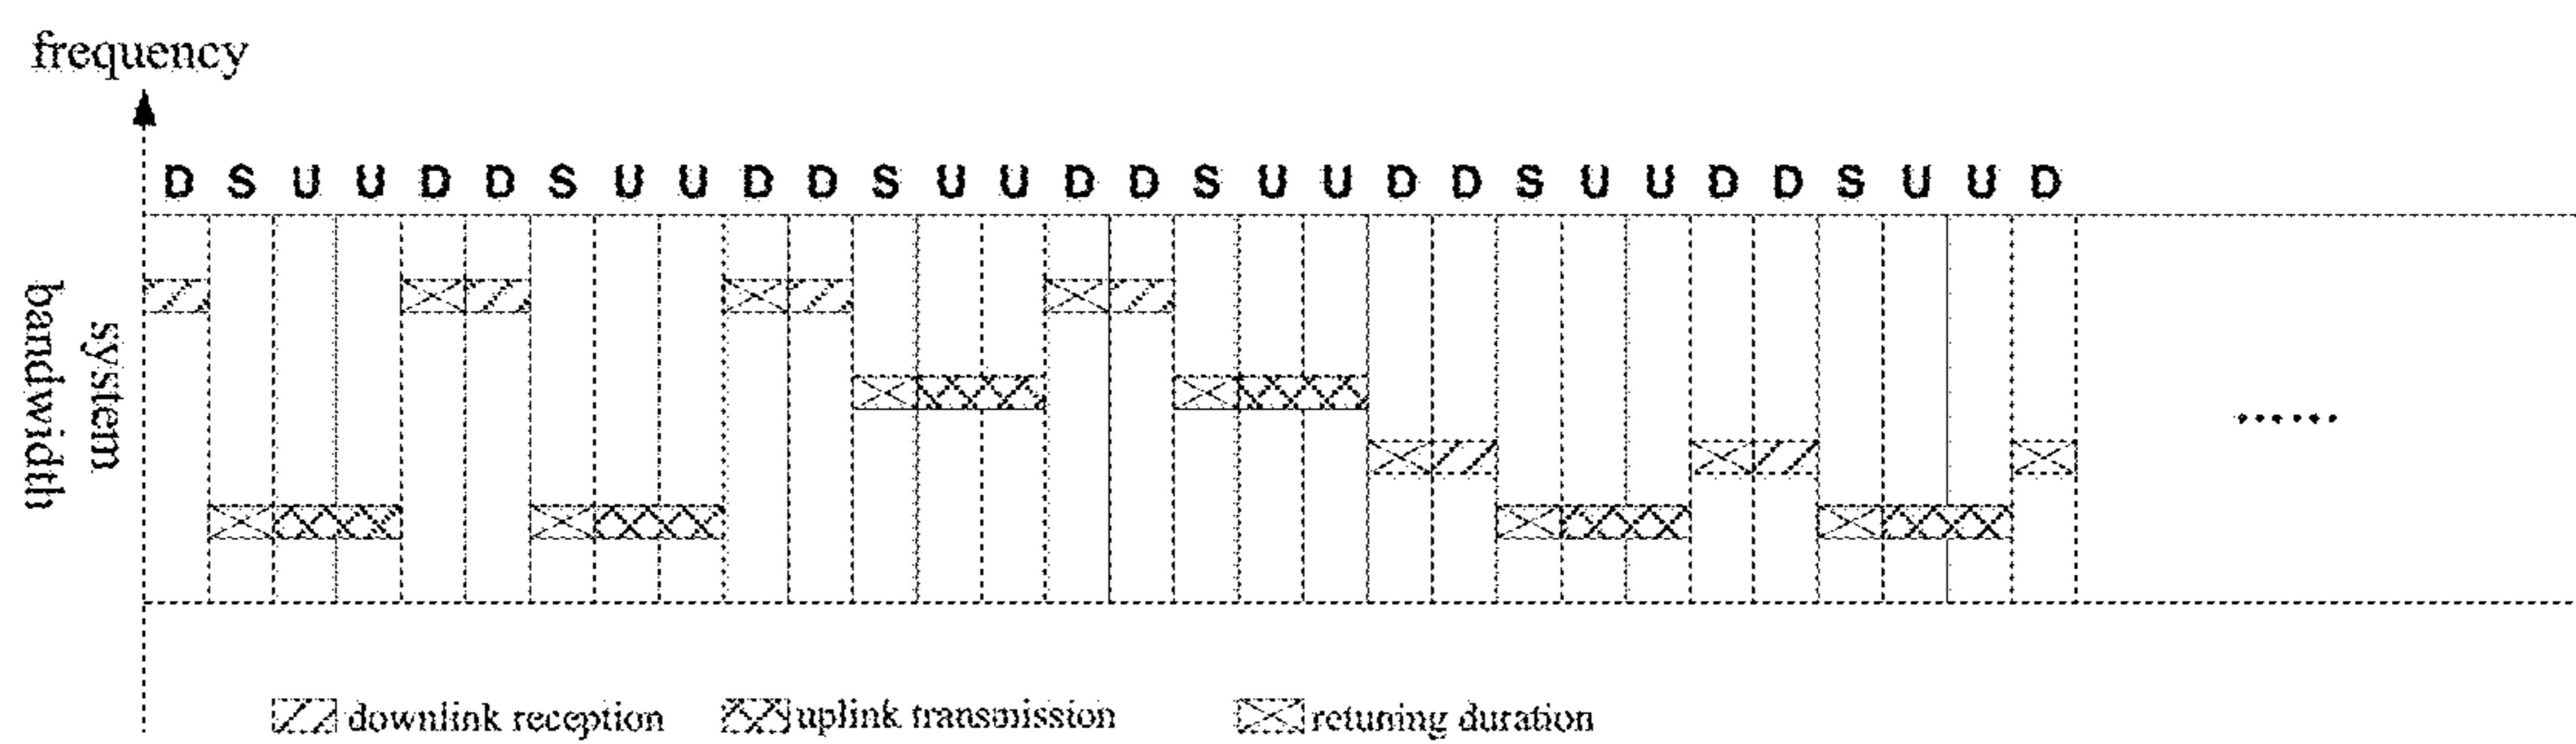 frequency
D S U U D D S U U D D S U U D D S U U D D S U U D D S U U D
system
bandwidth
......
downlink reception
uplink transmission
retuning duration